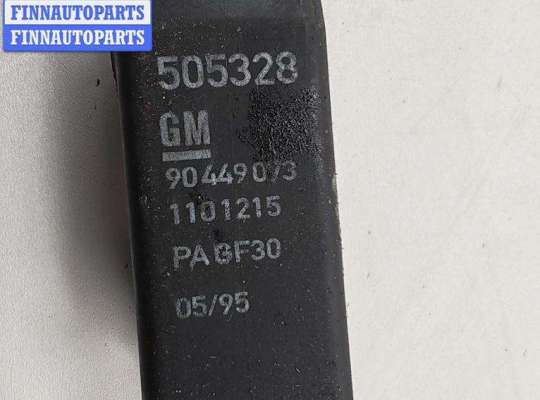 FINNAUTOPARTS
FINNAUTOPARTS
505328
GM
90449073
1101215
PA GF30
05/95